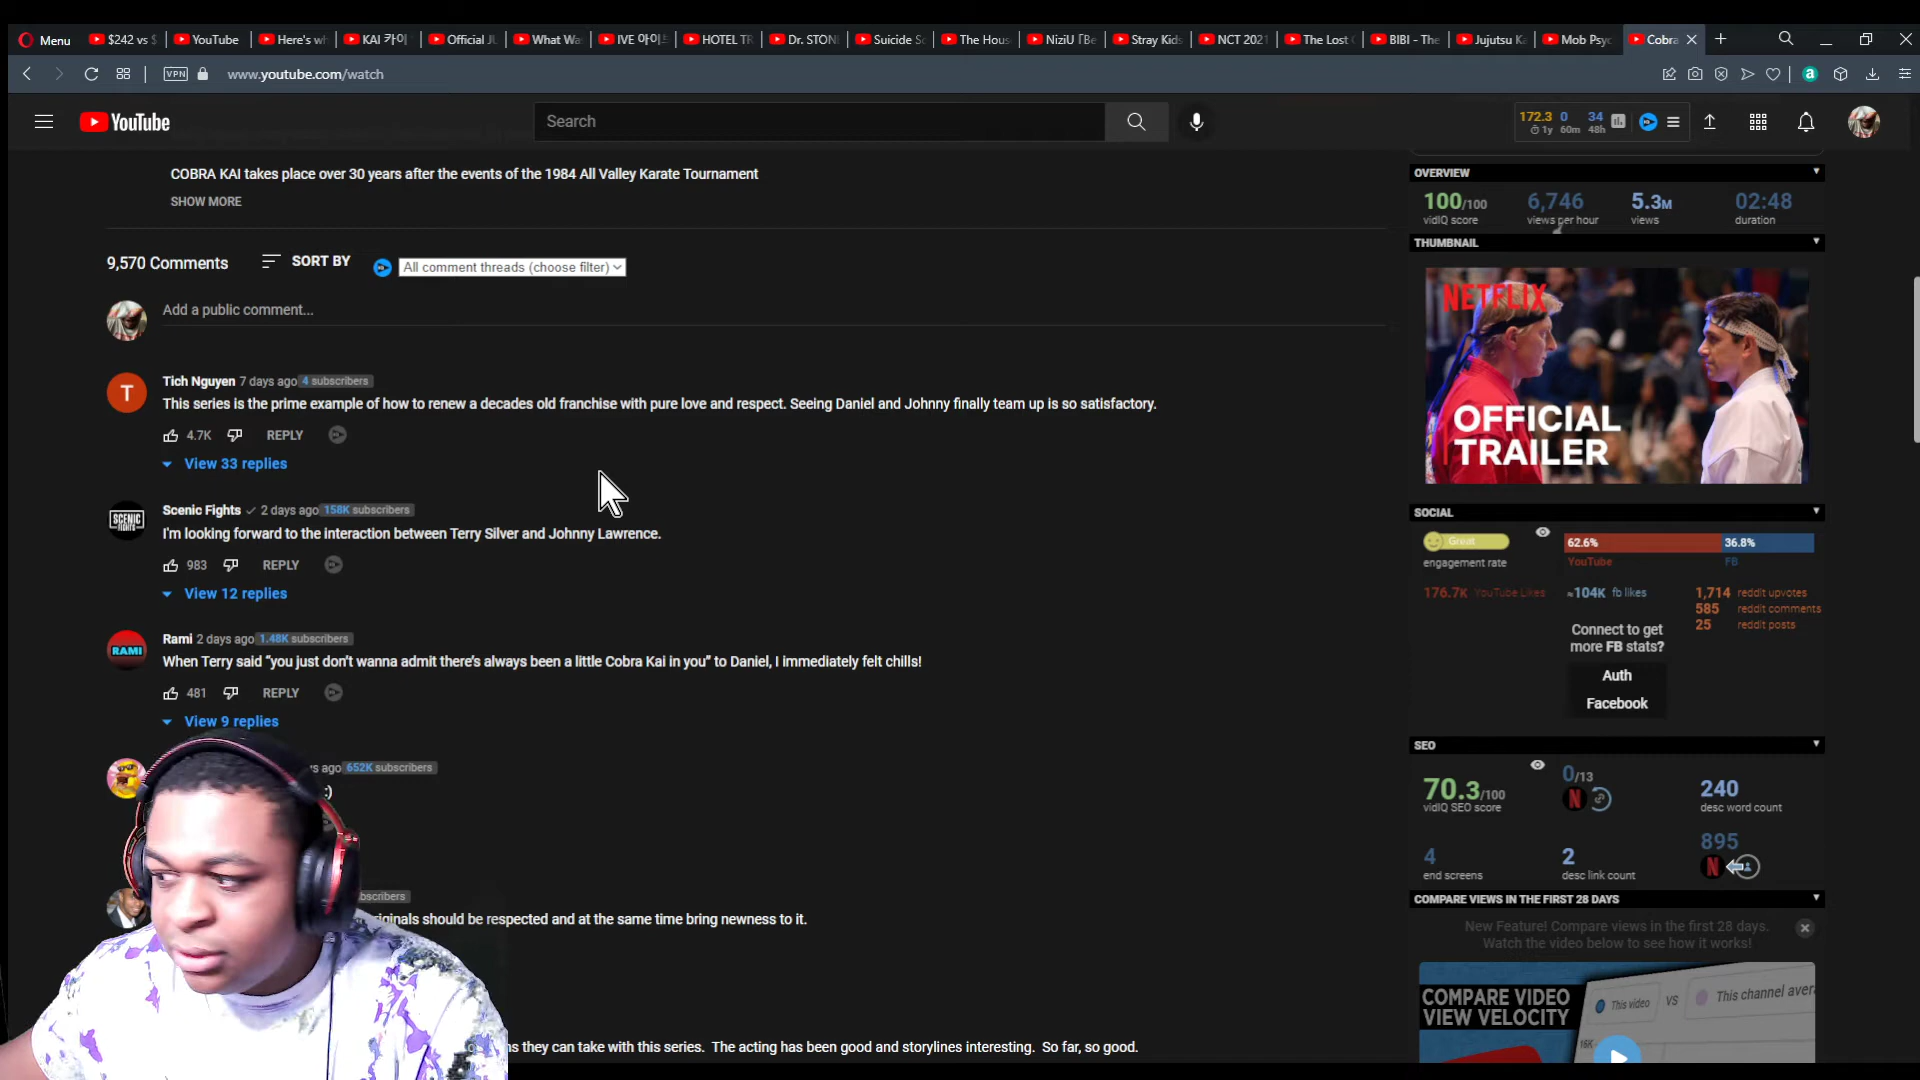 Menu
$242 vs $
YouTube
Here's wh
KAI 카이
Official
What Wa
IVE 아이브
HOTEL TR
Dr. STON
Suicide S
The Hous
NiziU「Be
Stray Kids
NCT 2021
The Lost
BIBI - The
Jujutsu Ka
Mob Psyc
Cobra
VPN
www.youtube.com/watch
YouTube
Search
172.3 0 34
1y 60m 48h
COBRA KAI takes place over 30 years after the events of the 1984 All Valley Karate Tournament
SHOW MORE
9,570 Comments
SORT BY
All comment threads (choose filter)
Add a public comment...
T
Tich Nguyen 7 days ago 4 subscribers
This series is the prime example of how to renew a decades old franchise with pure love and respect. Seeing Daniel and Johnny finally team up is so satisfactory.
4.7K REPLY
View 33 replies
SCENIC FIGHTS
Scenic Fights 2 days ago 158K subscribers
I'm looking forward to the interaction between Terry Silver and Johnny Lawrence.
983 REPLY
View 12 replies
RAMI
Rami 2 days ago 1.48K subscribers
When Terry said “you just don’t wanna admit there’s always been a little Cobra Kai in you” to Daniel, I immediately felt chills!
481 REPLY
View 9 replies
ago 652K subscribers
:)
should be respected and at the same time bring newness to it.
they can take with this series. The acting has been good and storylines interesting. So far, so good.
OVERVIEW
100/100 6,746 5.3M 02:48
vidIQ score views per hour views duration
THUMBNAIL
NETFLIX
OFFICIAL
TRAILER
SOCIAL
Great
62.6% 36.8%
engagement rate YouTube FB
176.7K YouTube Likes ≈104K fb likes
1,714 reddit upvotes
585 reddit comments
25 reddit posts
Connect to get
more FB stats?
Auth
Facebook
SEO
70.3/100 0/13 240
vidIQ SEO score desc word count
4 2 895
end screens desc link count
COMPARE VIEWS IN THE FIRST 28 DAYS
New Feature! Compare views in the first 28 days.
Watch the video below to see how it works!
COMPARE VIDEO
VIEW VELOCITY
This video VS This channel
16K